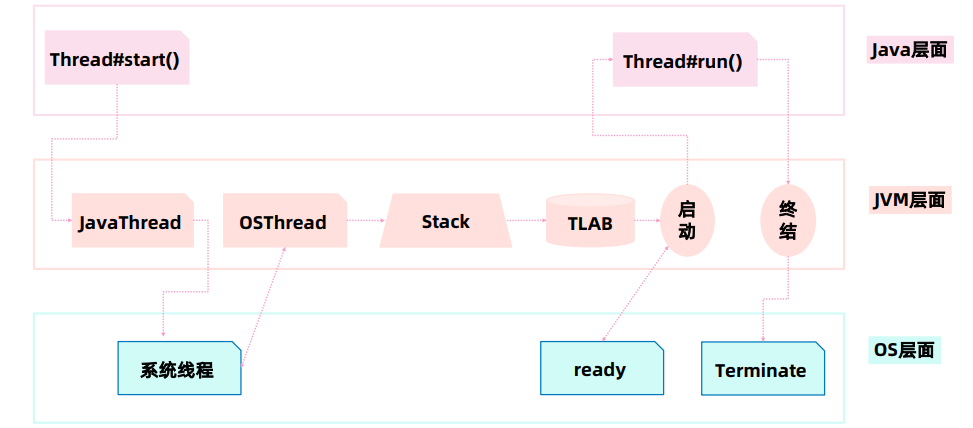 Thread#start()
Thread#run()
Java层面
JavaThread
OSThread
Stack
TLAB
启
动
终
结
JVM层面
系统线程
ready
Terminate
OS层面